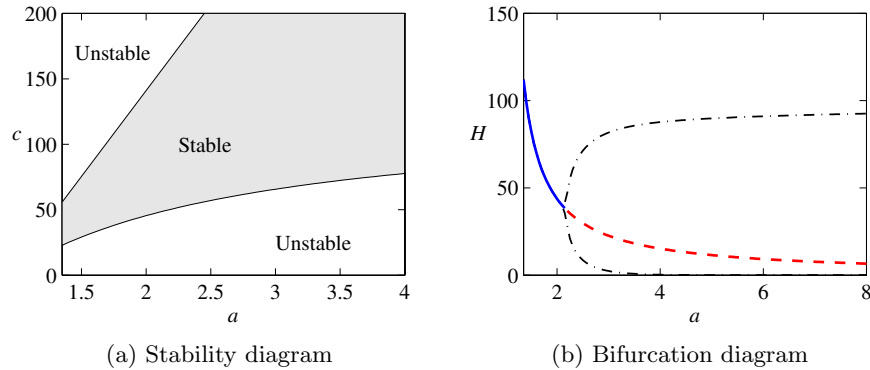 200
150
100
50
0
c
Unstable
Stable
Unstable
1.5 2 2.5 3 3.5 4
a
(a) Stability diagram
150
100
50
0
H
2 4 6 8
a
(b) Bifurcation diagram